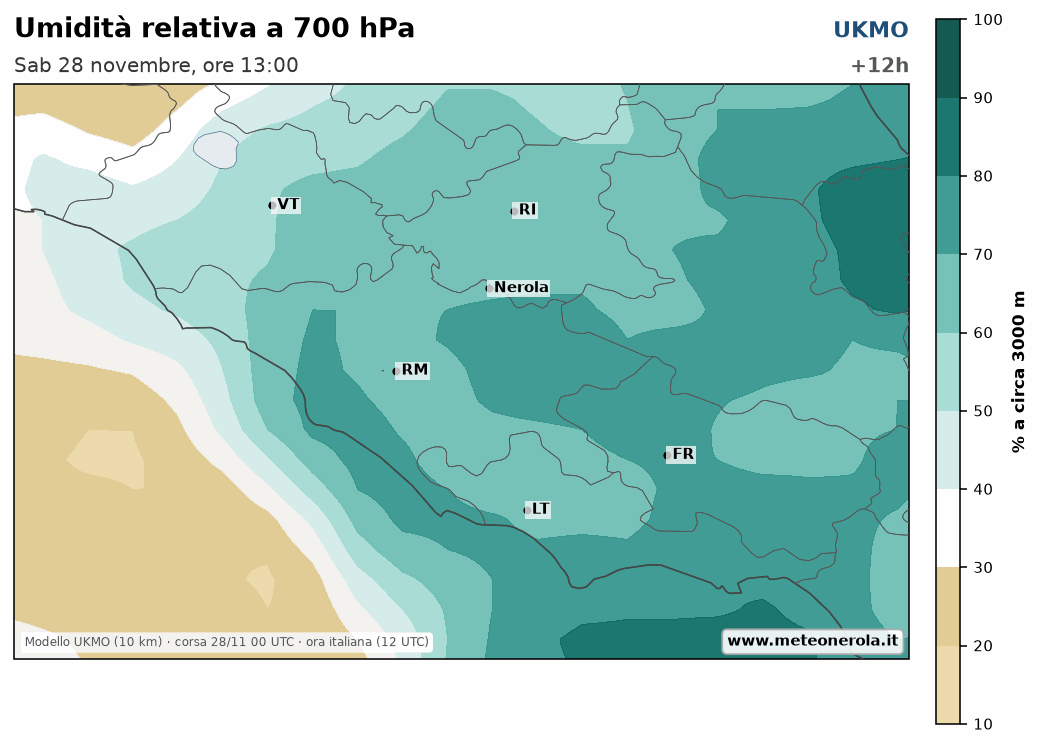 Umidità relativa a 700 hPa
UKMO
Sab 28 novembre, ore 13:00
+12h
VT
RI
Nerola
RM
FR
LT
Modello UKMO (10 km) · corsa 28/11 00 UTC · ora italiana (12 UTC)
www.meteonerola.it
100
90
80
70
60
50
40
30
20
10
% a circa 3000 m